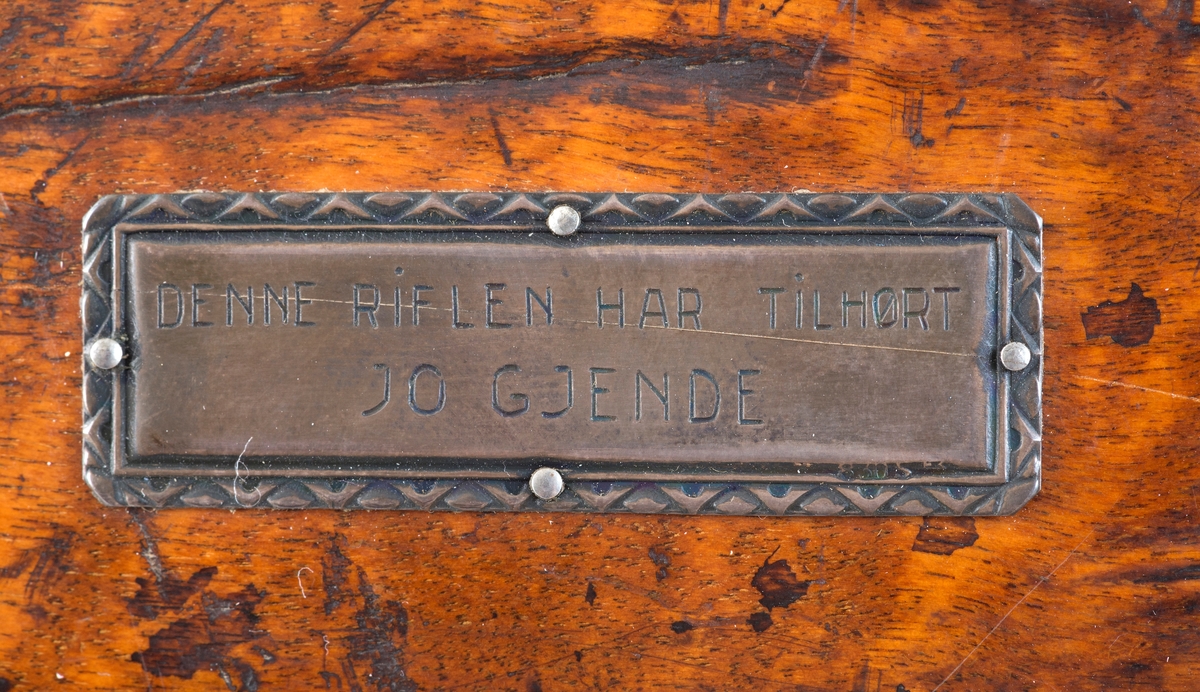 DENNE RIFLEN HAR TILHØRT
JO GJENDE